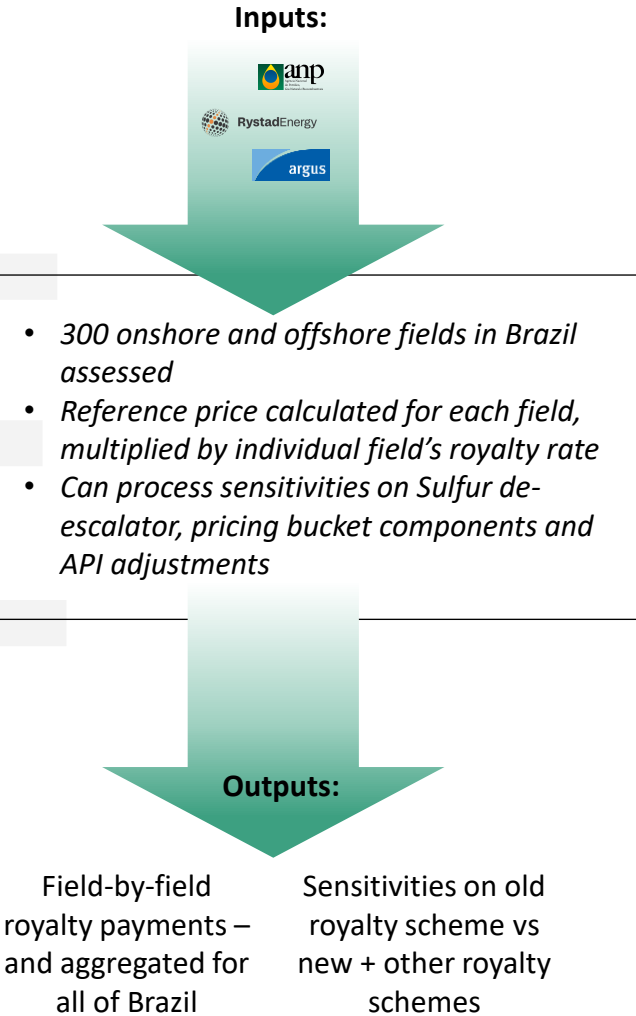 Inputs:
anp
RystadEnergy
argus
• 300 onshore and offshore fields in Brazil
assessed
• Reference price calculated for each field,
multiplied by individual field's royalty rate
• Can process sensitivities on Sulfur de-
escalator, pricing bucket components and
API adjustments
Outputs:
Field-by-field
royalty payments –
and aggregated for
all of Brazil
Sensitivities on old
royalty scheme vs
new + other royalty
schemes